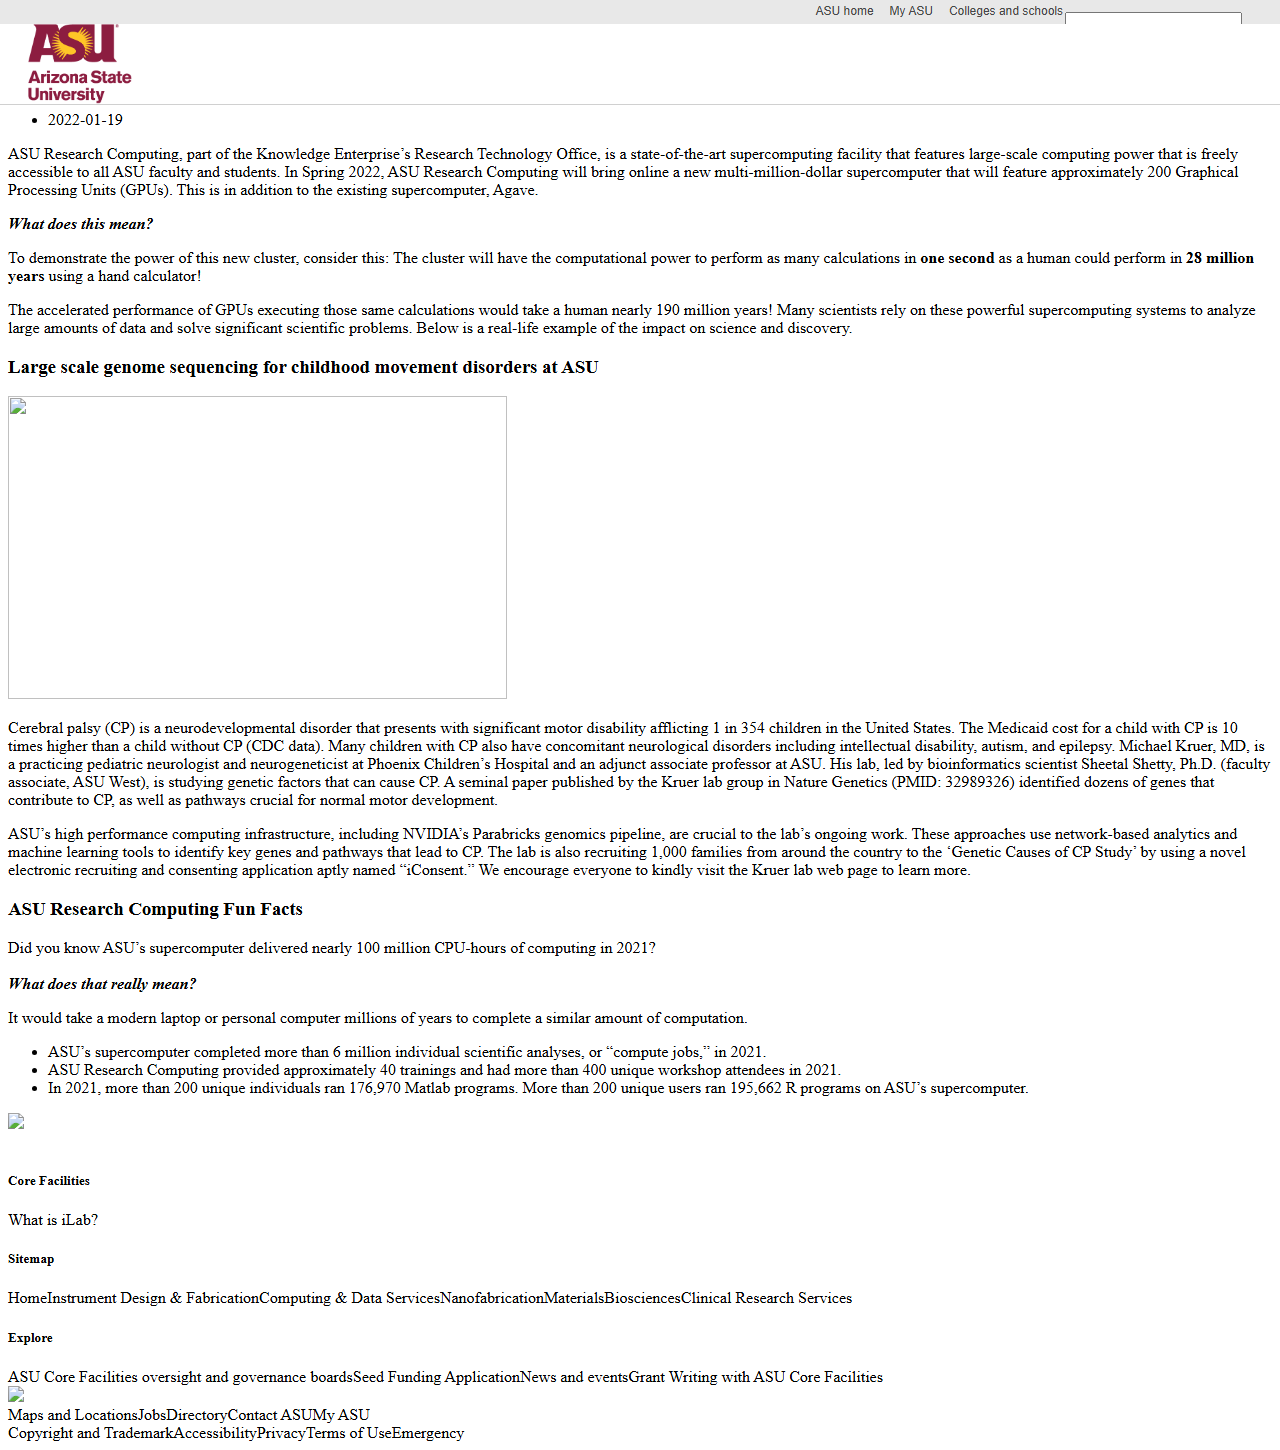 ASU home My ASU Colleges and schools
ASU
Arizona State
University
2022-01-19
ASU Research Computing, part of the Knowledge Enterprise’s Research Technology Office, is a state-of-the-art supercomputing facility that features large-scale computing power that is freely
accessible to all ASU faculty and students. In Spring 2022, ASU Research Computing will bring online a new multi-million-dollar supercomputer that will feature approximately 200 Graphical
Processing Units (GPUs). This is in addition to the existing supercomputer, Agave.
What does this mean?
To demonstrate the power of this new cluster, consider this: The cluster will have the computational power to perform as many calculations in one second as a human could perform in 28 million
years using a hand calculator!
The accelerated performance of GPUs executing those same calculations would take a human nearly 190 million years! Many scientists rely on these powerful supercomputing systems to analyze
large amounts of data and solve significant scientific problems. Below is a real-life example of the impact on science and discovery.
Large scale genome sequencing for childhood movement disorders at ASU
Cerebral palsy (CP) is a neurodevelopmental disorder that presents with significant motor disability afflicting 1 in 354 children in the United States. The Medicaid cost for a child with CP is 10
times higher than a child without CP (CDC data). Many children with CP also have concomitant neurological disorders including intellectual disability, autism, and epilepsy. Michael Kruer, MD, is
a practicing pediatric neurologist and neurogeneticist at Phoenix Children’s Hospital and an adjunct associate professor at ASU. His lab, led by bioinformatics scientist Sheetal Shetty, Ph.D. (faculty
associate, ASU West), is studying genetic factors that can cause CP. A seminal paper published by the Kruer lab group in Nature Genetics (PMID: 32989326) identified dozens of genes that
contribute to CP, as well as pathways crucial for normal motor development.
ASU’s high performance computing infrastructure, including NVIDIA’s Parabricks genomics pipeline, are crucial to the lab’s ongoing work. These approaches use network-based analytics and
machine learning tools to identify key genes and pathways that lead to CP. The lab is also recruiting 1,000 families from around the country to the ‘Genetic Causes of CP Study’ by using a novel
electronic recruiting and consenting application aptly named “iConsent.” We encourage everyone to kindly visit the Kruer lab web page to learn more.
ASU Research Computing Fun Facts
Did you know ASU’s supercomputer delivered nearly 100 million CPU-hours of computing in 2021?
What does that really mean?
It would take a modern laptop or personal computer millions of years to complete a similar amount of computation.
ASU’s supercomputer completed more than 6 million individual scientific analyses, or “compute jobs,” in 2021.
ASU Research Computing provided approximately 40 trainings and had more than 400 unique workshop attendees in 2021.
In 2021, more than 200 unique individuals ran 176,970 Matlab programs. More than 200 unique users ran 195,662 R programs on ASU’s supercomputer.
Core Facilities
What is iLab?
Sitemap
HomeInstrument Design & FabricationComputing & Data ServicesNanofabricationMaterialsBiosciencesClinical Research Services
Explore
ASU Core Facilities oversight and governance boardsSeed Funding ApplicationNews and eventsGrant Writing with ASU Core Facilities
Maps and LocationsJobsDirectoryContact ASUMy ASU
Copyright and TrademarkAccessibilityPrivacyTerms of UseEmergency